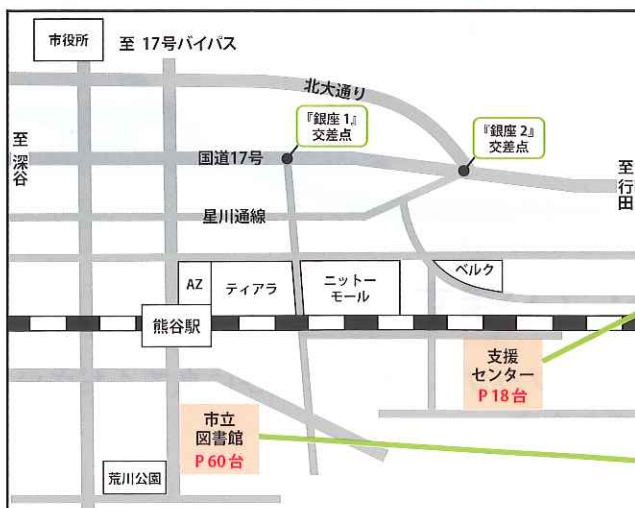 市役所
至 17号バイパス
北大通り
『銀座1』
交差点
『銀座2』
交差点
至 深谷
国道17号
至 行田
星川通線
AZ
ティアラ
ニットー
モール
ベルク
熊谷駅
支援
センター
P 18台
市立
図書館
P 60台
荒川公園